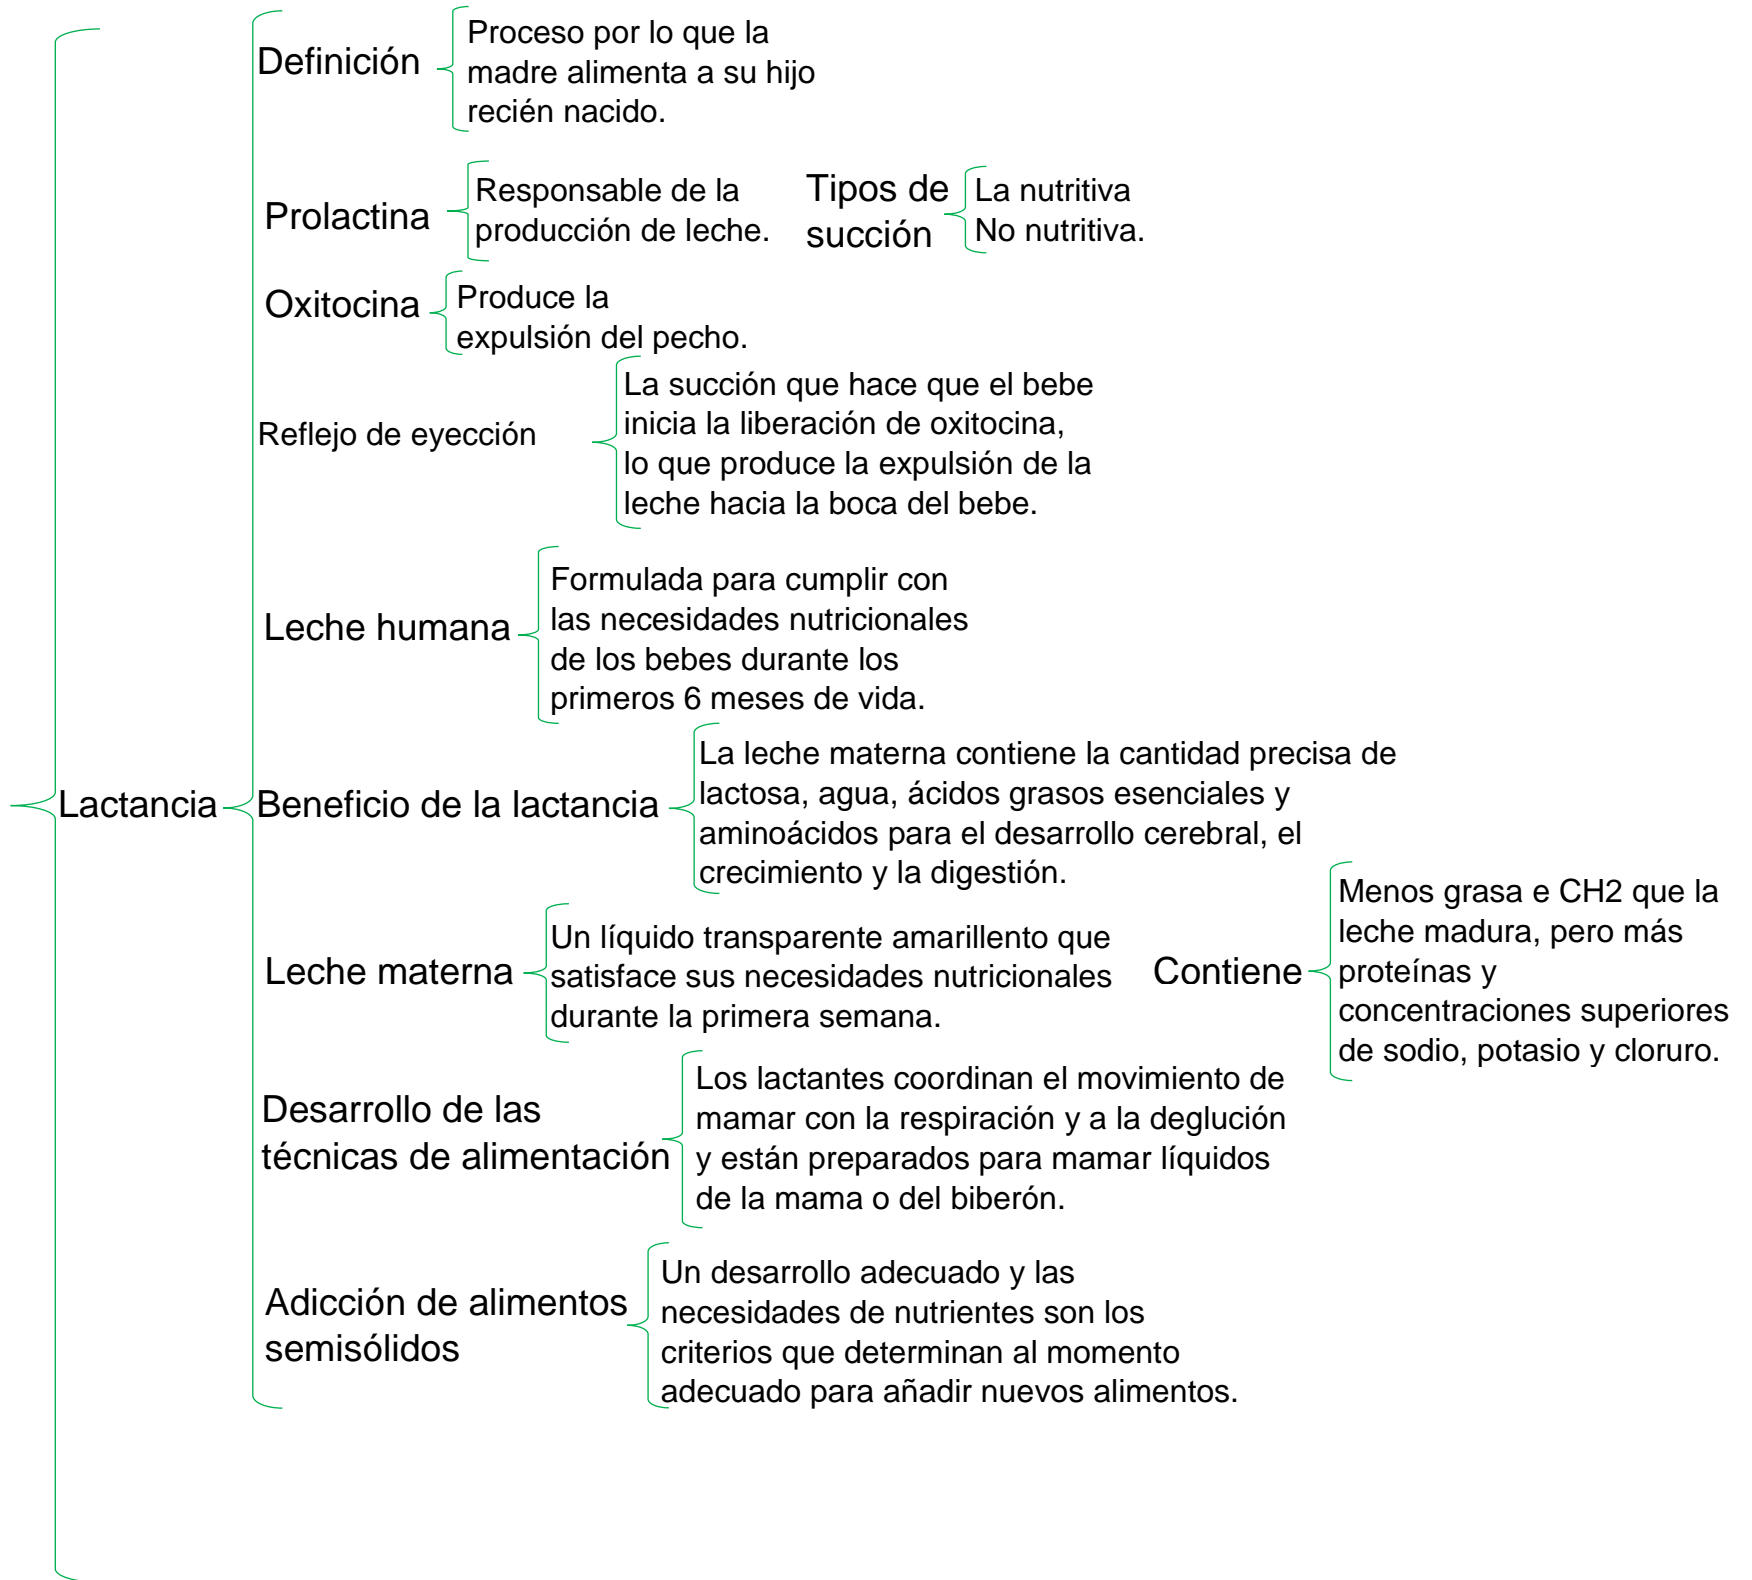 Definición
Proceso por lo que la
madre alimenta a su hijo
recién nacido.
Prolactina
Responsable de la
producción de leche.
Tipos de
succión
La nutritiva
No nutritiva.
Oxitocina
Produce la
expulsión del pecho.
Reflejo de eyección
La succión que hace que el bebe
inicia la liberación de oxitocina,
lo que produce la expulsión de la
leche hacia la boca del bebe.
Leche humana
Formulada para cumplir con
las necesidades nutricionales
de los bebes durante los
primeros 6 meses de vida.
Lactancia
Beneficio de la lactancia
La leche materna contiene la cantidad precisa de
lactosa, agua, ácidos grasos esenciales y
aminoácidos para el desarrollo cerebral, el
crecimiento y la digestión.
Leche materna
Un líquido transparente amarillento que
satisface sus necesidades nutricionales
durante la primera semana.
Contiene
Menos grasa e CH2 que la
leche madura, pero más
proteínas y
concentraciones superiores
de sodio, potasio y cloruro.
Desarrollo de las
técnicas de alimentación
Los lactantes coordinan el movimiento de
mamar con la respiración y a la deglución
y están preparados para mamar líquidos
de la mama o del biberón.
Adicción de alimentos
semisólidos
Un desarrollo adecuado y las
necesidades de nutrientes son los
criterios que determinan al momento
adecuado para añadir nuevos alimentos.